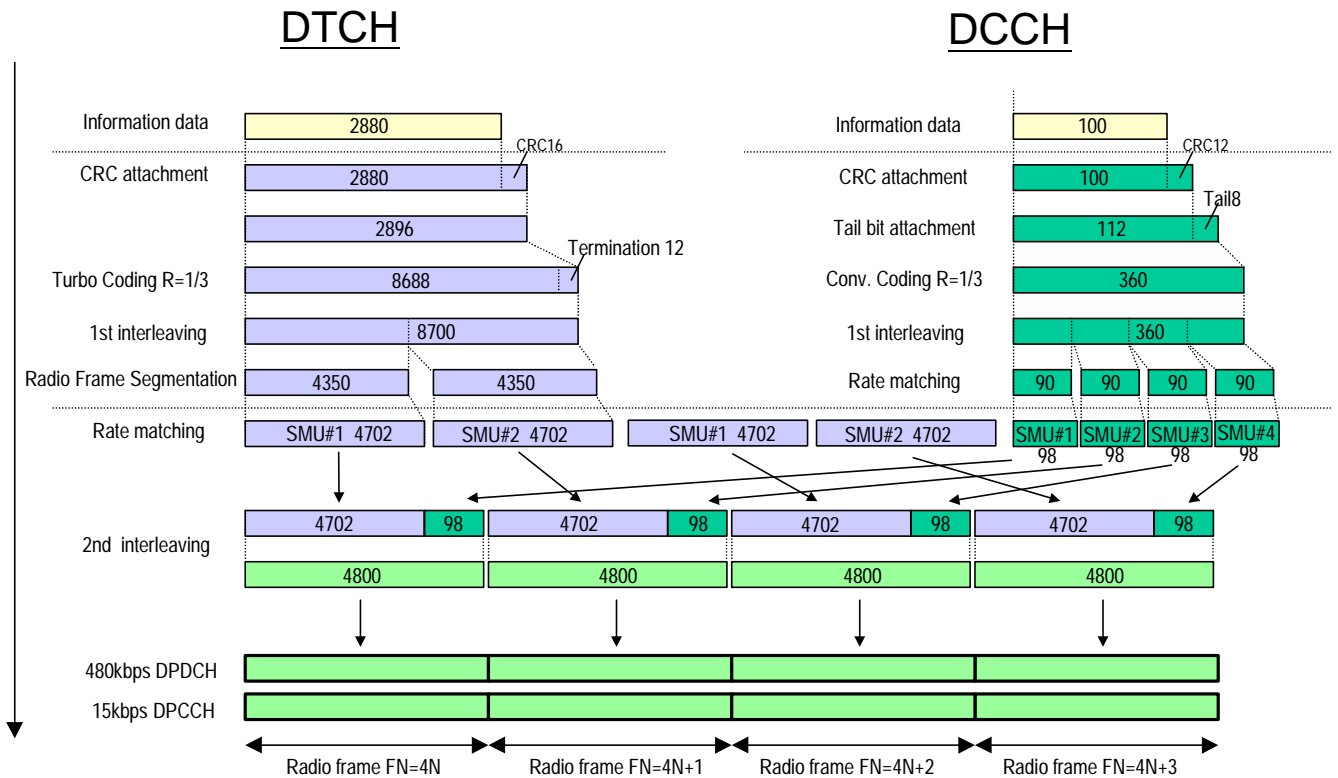 DTCH DCCH
Information data 2880 Information data 100
CRC16 CRC12
CRC attachment 2880 CRC attachment 100
Tail8
2896 Tail bit attachment 112
Termination 12
Turbo Coding R=1/3 8688 Conv. Coding R=1/3 360
1st interleaving 8700 1st interleaving 360
Radio Frame Segmentation 4350 4350 Rate matching 90 90 90 90
Rate matching SMU#1 4702 SMU#2 4702 SMU#1 4702 SMU#2 4702 SMU#1 SMU#2 SMU#3 SMU#4
98 98 98 98
4702 98 4702 98 4702 98 4702 98
2nd interleaving
4800 4800 4800 4800
480kbps DPDCH
15kbps DPCCH
Radio frame FN=4N Radio frame FN=4N+1 Radio frame FN=4N+2 Radio frame FN=4N+3